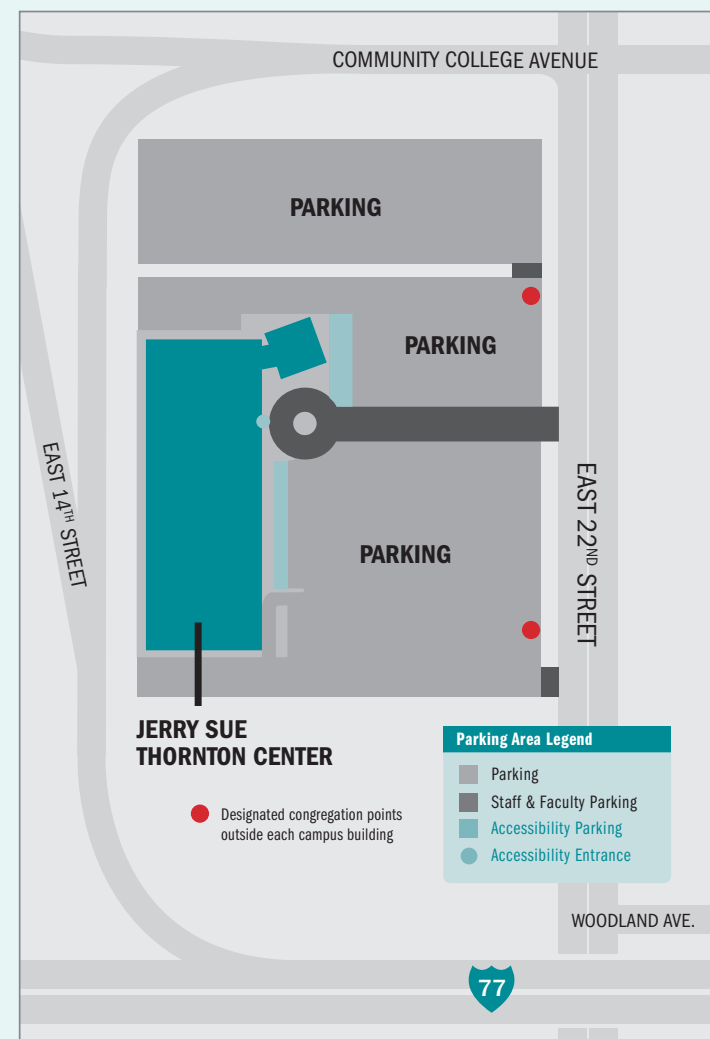 COMMUNITY COLLEGE AVENUE
PARKING
PARKING
EAST 14TH STREET
EAST 22ND STREET
PARKING
JERRY SUE
THORNTON CENTER
Designated congregation points
outside each campus building
Parking Area Legend
Parking
Staff & Faculty Parking
Accessibility Parking
Accessibility Entrance
WOODLAND AVE.
77